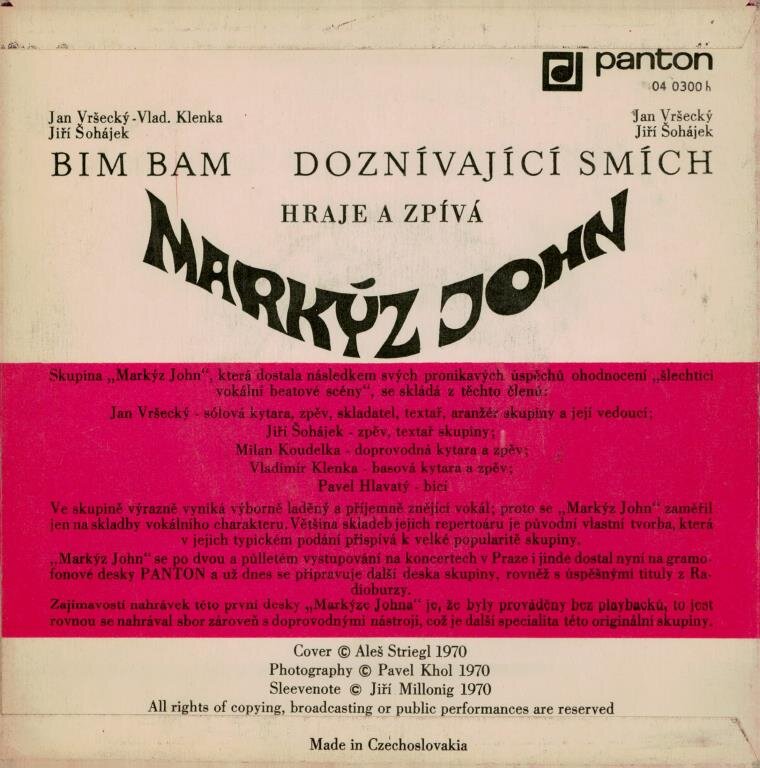 panton
04 0300 h
Jan Vršecký-Vlad. Klenka
Jiří Šohájek
Jan Vršecký
Jiří Šohájek
BIM BAM
DOZNÍVAJÍCÍ SMÍCH
HRAJE A ZPÍVÁ
MARKÝZ JOHN
Skupina „Markýz John“, která dostala následkem svých pronikavých úspěchů ohodnocení „šlechtici
vokální beatové scény“, se skládá z těchto členů:
Jan Vršecký - sólová kytara, zpěv, skladatel, textař, aranžér skupiny a její vedoucí;
Jiří Šohájek - zpěv, textař skupiny;
Milan Koudelka - doprovodná kytara a zpěv;
Vladimír Klenka - basová kytara a zpěv;
Pavel Hlavatý - bicí
Ve skupině výrazně vyniká výborně laděný a příjemně znějící vokál; proto se „Markýz John“ zaměřil
jen na skladby vokálního charakteru. Většina skladeb jejich repertoáru je původní vlastní tvorba, která
v jejich typickém podání přispívá k velké popularitě skupiny.
„Markýz John“ se po dvou a půlletém vystupování na koncertech v Praze i jinde dostal nyní na gramo-
fonové desky PANTON a už dnes se připravuje další deska skupiny, rovněž s úspěšnými tituly z Ra-
dioburzy.
Zajímavostí nahrávek této první desky „Markýze Johna“ je, že byly prováděny bez playbacků, to jest
rovnou se nahrával sbor zároveň s doprovodnými nástroji, což je další specialita této originální skupiny.
Cover © Aleš Striegl 1970
Photography © Pavel Khol 1970
Sleevenote © Jiří Millonig 1970
All rights of copying, broadcasting or public performances are reserved
Made in Czechoslovakia